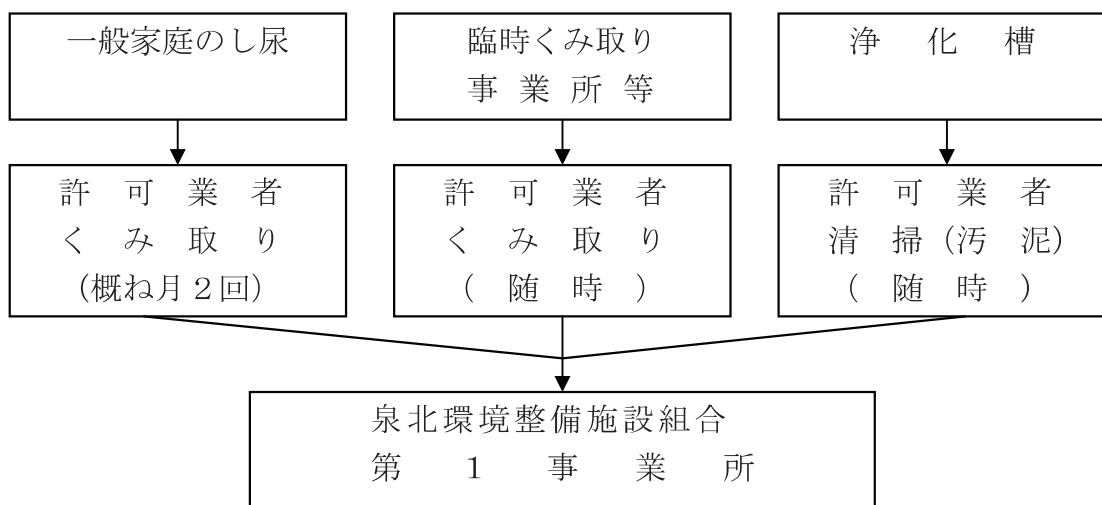 一般家庭のし尿
臨時くみ取り
事業所等
浄化槽
許可業者
くみ取り
(概ね月２回)
許可業者
くみ取り
(随時)
許可業者
清掃(汚泥)
(随時)
泉北環境整備施設組合
第１事業所